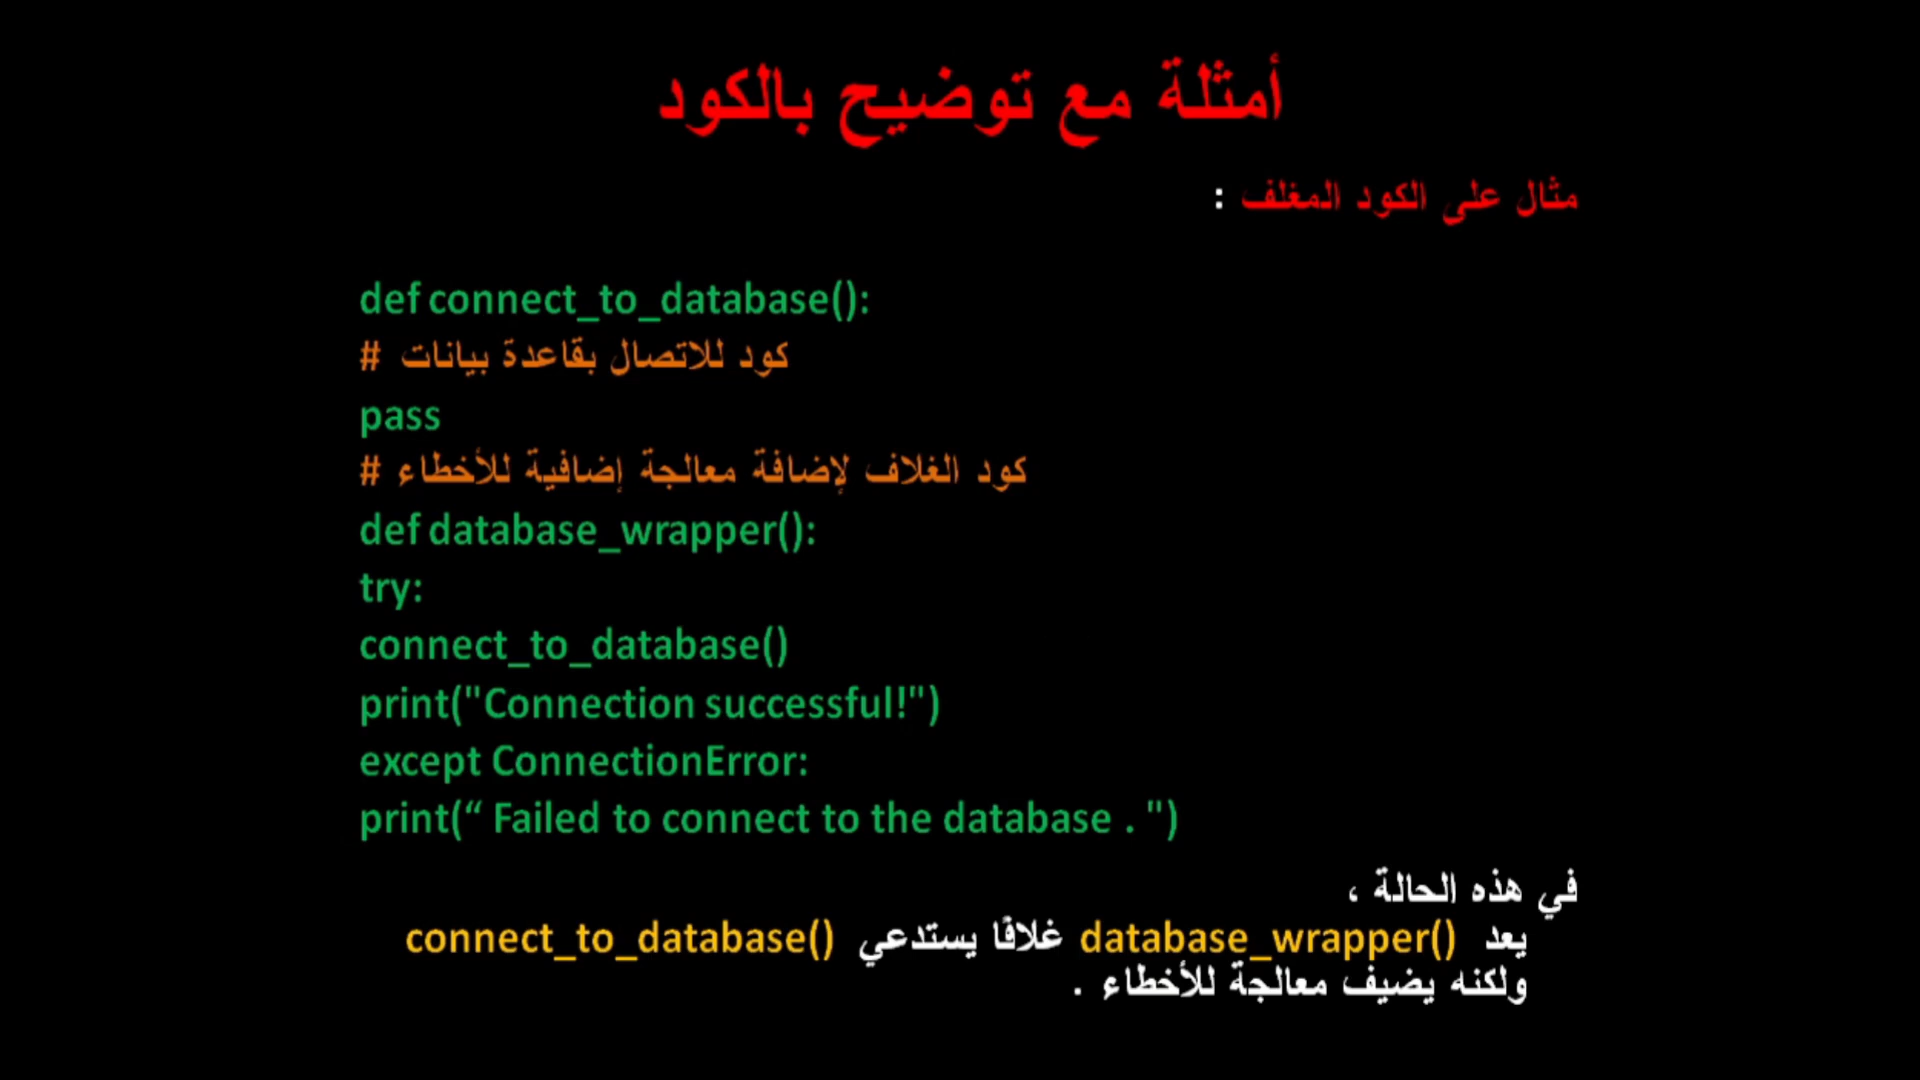 أمثلة مع توضيح بالكود
مثال على الكود المغلف :
def connect_to_database():
# كود للاتصال بقاعدة بيانات
pass
# كود الغلاف لإضافة معالجة إضافية للأخطاء
def database_wrapper():
try:
connect_to_database()
print("Connection successful!")
except ConnectionError:
print(“ Failed to connect to the database . ")
في هذه الحالة ،
يعد database_wrapper() غلافًا يستدعي connect_to_database()
ولكنه يضيف معالجة للأخطاء .